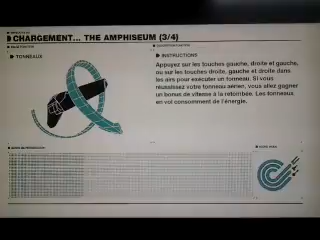 CHARGEMENT... THE AMPHISEUM (3/4)
TONNEAUX
INSTRUCTIONS
Appuyez sur les touches gauche, droite et gauche,
ou sur les touches droite, gauche et droite dans
les airs pour exécuter un tonneau. Si vous
réussissez votre tonneau aérien, vous allez gagner
un bonus de vitesse à la retombée. Les tonneaux
en vol consomment de l'énergie.